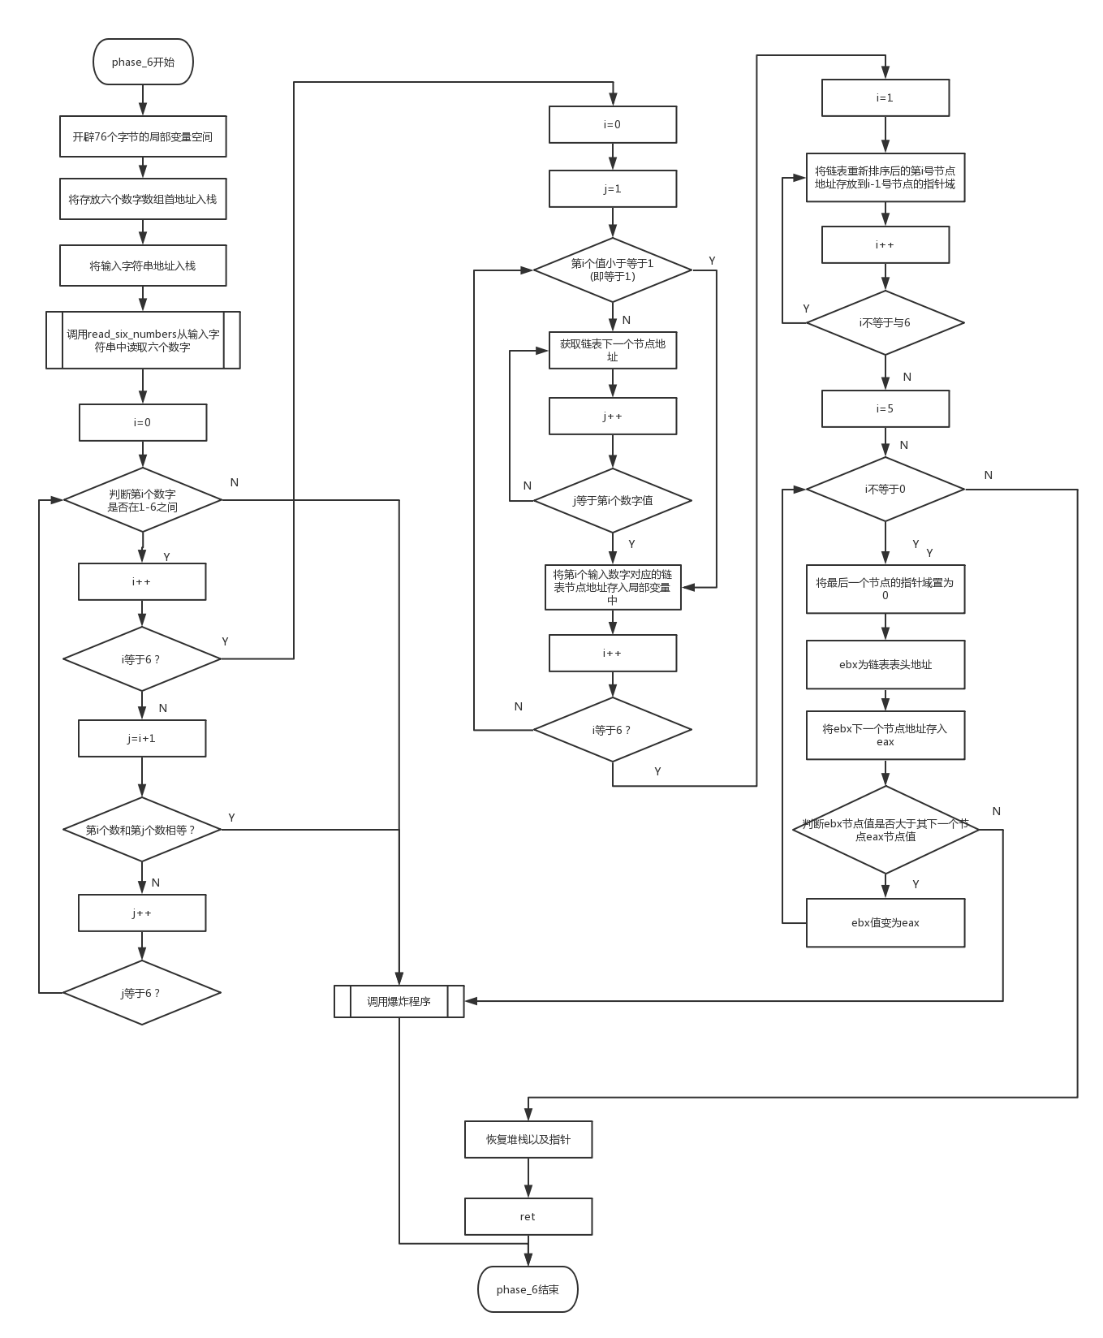 phase_6开始
开辟76个字节的局部变量空间
将存放六个数字数组首地址入栈
将输入字符串地址入栈
调用read_six_numbers从输入字
符串中读取六个数字
i=0
判断第i个数字
是否在1-6之间
N
Y
i++
i等于6？
Y
N
j=i+1
第i个数和第j个数相等？
Y
N
j++
j等于6？
i=0
j=1
第i个值小于等于1
(即等于1)
Y
N
获取链表下一个节点地
址
j++
j等于第i个数字值
N
Y
将第i个输入数字对应的链
表节点地址存入局部变量
中
i++
i等于6？
N
Y
i=1
将链表重新排序后的第i号节点
地址存放到i-1号节点的指针域
i++
i不等于与6
Y
N
i=5
N
i不等于0
N
Y
Y
将最后一个节点的指针域置为
0
ebx为链表表头地址
将ebx下一个节点地址存入
eax
判断ebx节点值是否大于其下一个节
点eax节点值
N
Y
ebx值变为eax
调用爆炸程序
恢复堆栈以及指针
ret
phase_6结束